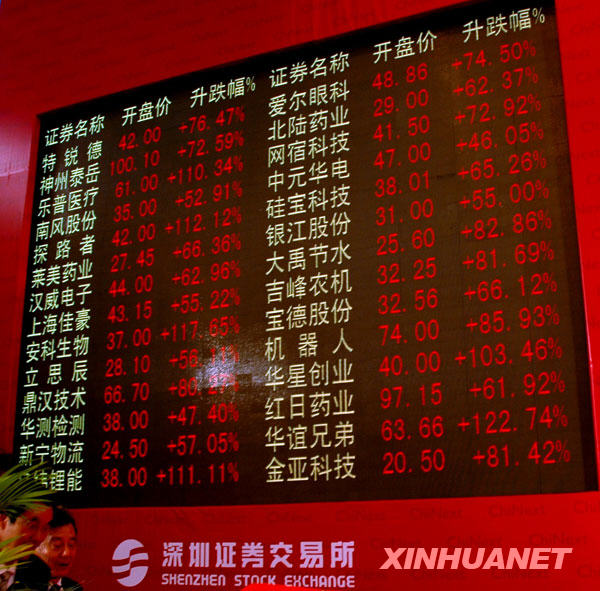 证券名称 开盘价 升跌幅%
特锐德 42.00 +76.47%
神州泰岳 100.10 +72.59%
乐普医疗 61.00 +110.34%
南风股份 35.00 +52.91%
探路者 42.00 +112.12%
莱美药业 27.45 +66.36%
汉威电子 44.00 +62.96%
上海佳豪 43.15 +55.22%
安科生物 37.00 +117.65%
立思辰 28.10
鼎汉技术 66.70
华测检测 38.00 +47.40%
新宁物流 24.50 +57.05%
锂能 38.00 +111.11%
证券名称 开盘价 升跌幅%
爱尔眼科 48.86 +74.50%
北陆药业 29.00 +62.37%
网宿科技 41.50 +72.92%
中元华电 47.00 +46.05%
硅宝科技 38.01 +65.26%
银江股份 31.00 +55.00%
大禹节水 25.60 +82.86%
吉峰农机 32.25 +81.69%
宝德股份 32.56 +66.12%
机器人 74.00 +85.93%
华星创业 40.00 +103.46%
红日药业 97.15 +61.92%
华谊兄弟 63.66 +122.74%
金亚科技 20.50 +81.42%
深圳证券交易所
SHENZHEN STOCK EXCHANGE
XINHUANET